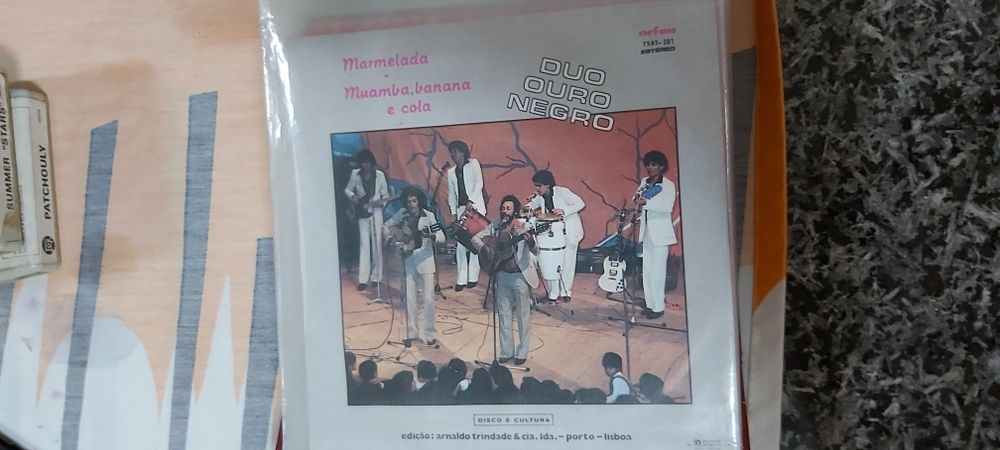 Marmelada
Muamba, banana
e cola
DUO
OURO
NEGRO
orfeu
ESTÉREO
DISCO E CULTURA
edição: arnaldo trindade & cia. lda. – porto – lisboa
SUMMER "STARS"
PATCHOULY